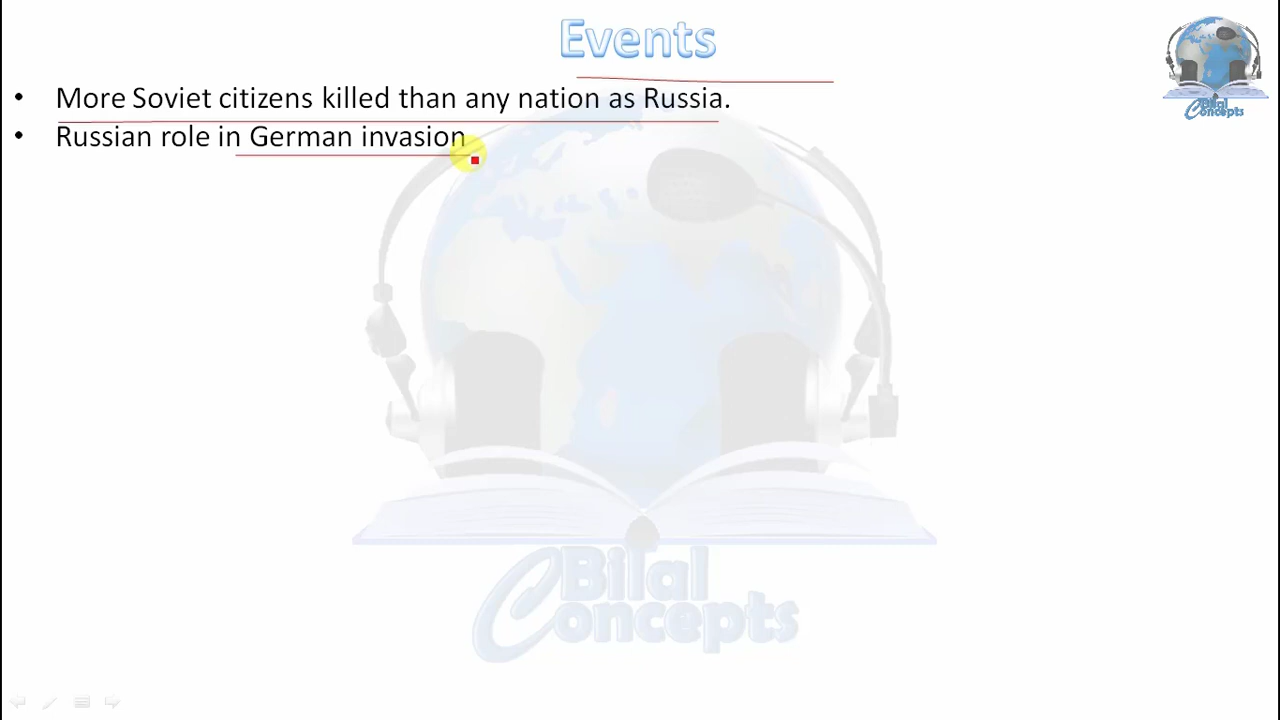 Events
• More Soviet citizens killed than any nation as Russia.
• Russian role in German invasion
Bilal
Concepts
Bilal
Concepts